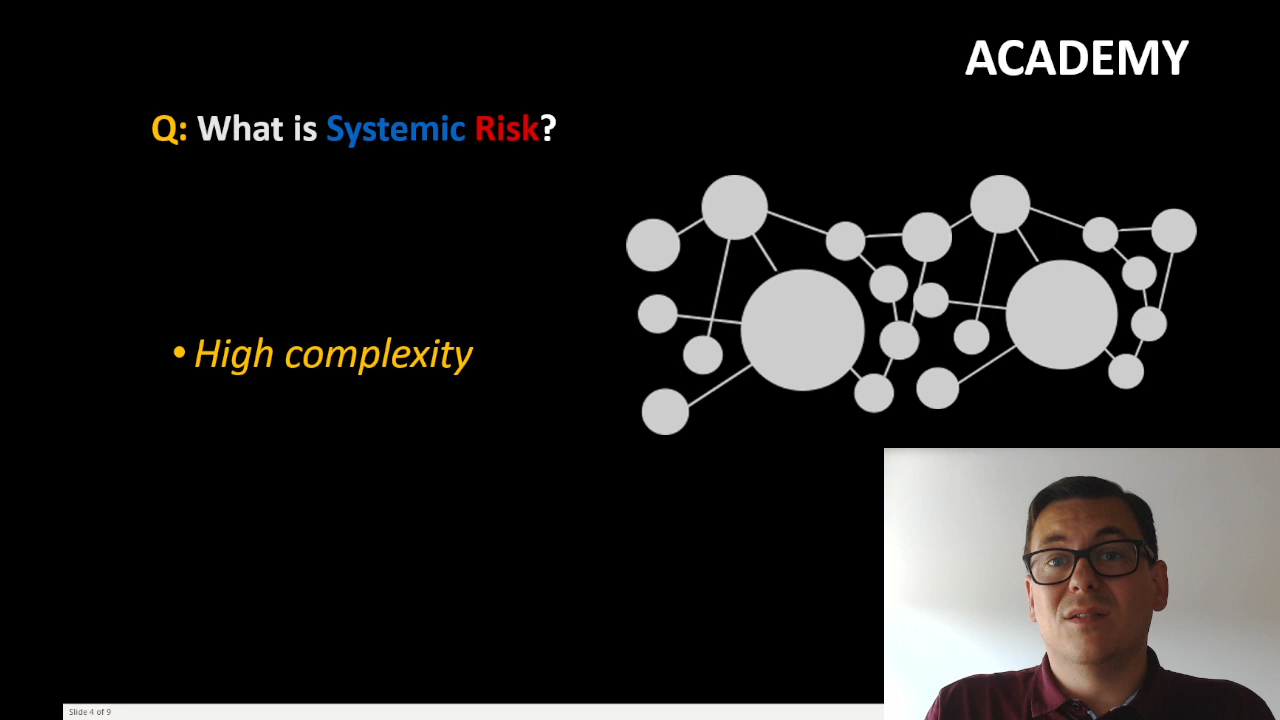 ACADEMY
Q: What is Systemic Risk?
• High complexity
Slide 4 of 9